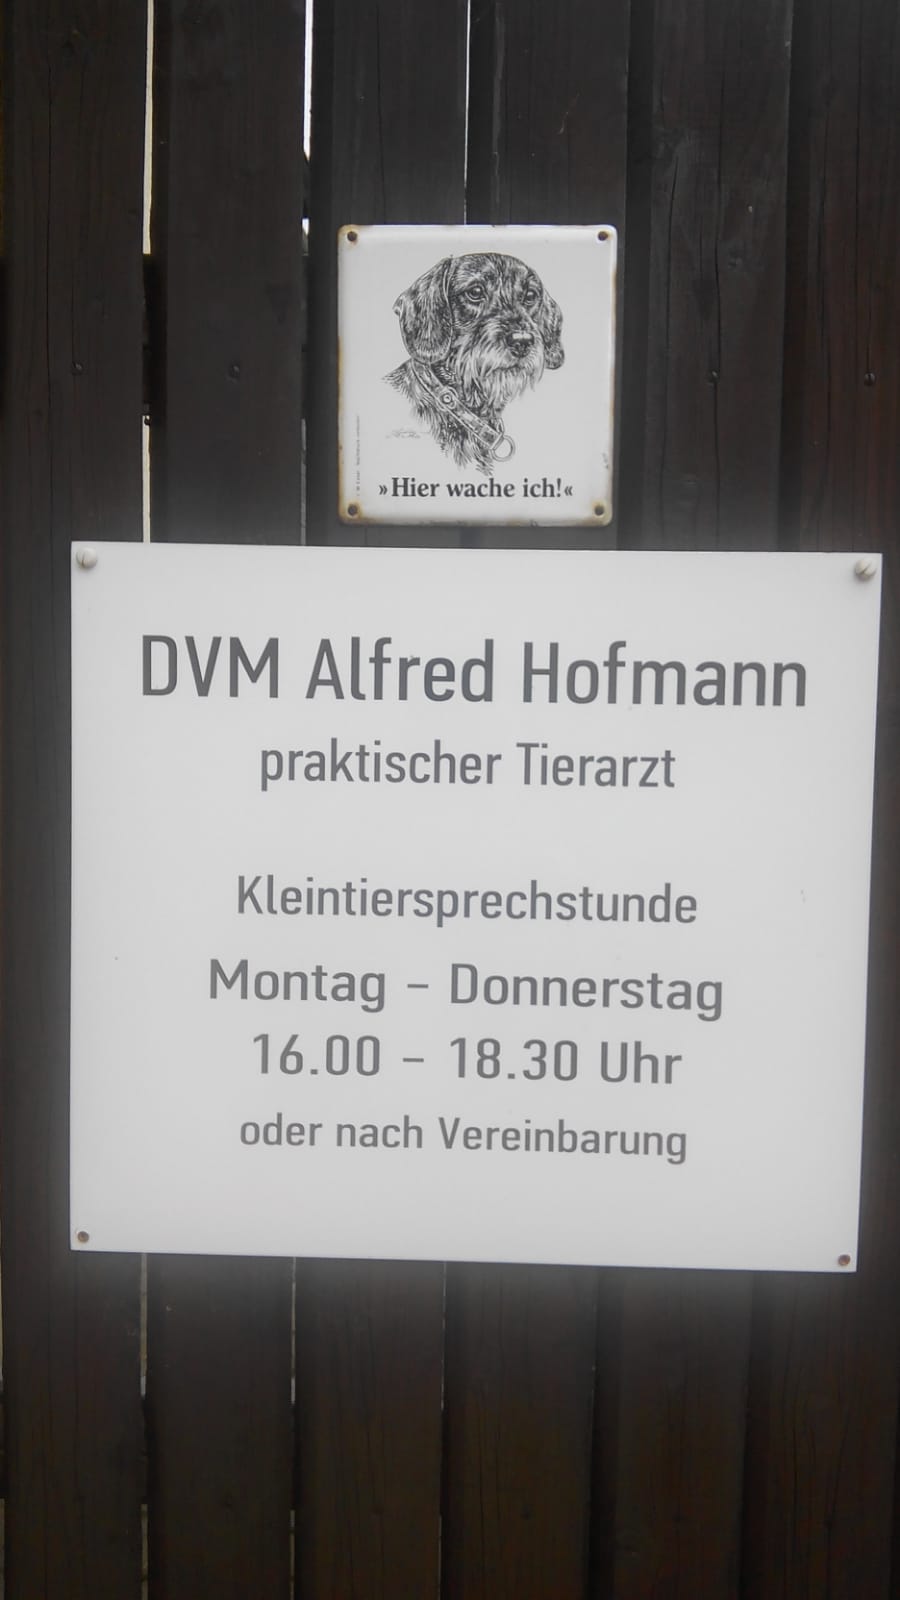 »Hier wache ich!«
DVM Alfred Hofmann
praktischer Tierarzt
Kleintiersprechstunde
Montag – Donnerstag
16.00 – 18.30 Uhr
oder nach Vereinbarung